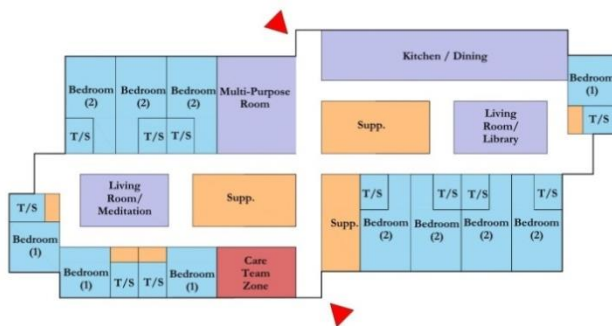 Kitchen / Dining
Bedroom
(2)
Bedroom
(2)
Bedroom
(2)
Multi-Purpose
Room
Bedroom
(1)
T/S
T/S
T/S
Supp.
Living
Room/
Library
T/S
Living
Room/
Meditation
Supp.
Supp.
T/S
T/S
T/S
T/S
Bedroom
(2)
Bedroom
(2)
Bedroom
(2)
Bedroom
(2)
T/S
Bedroom
(1)
Bedroom
(1)
T/S
T/S
Bedroom
(1)
Care
Team
Zone